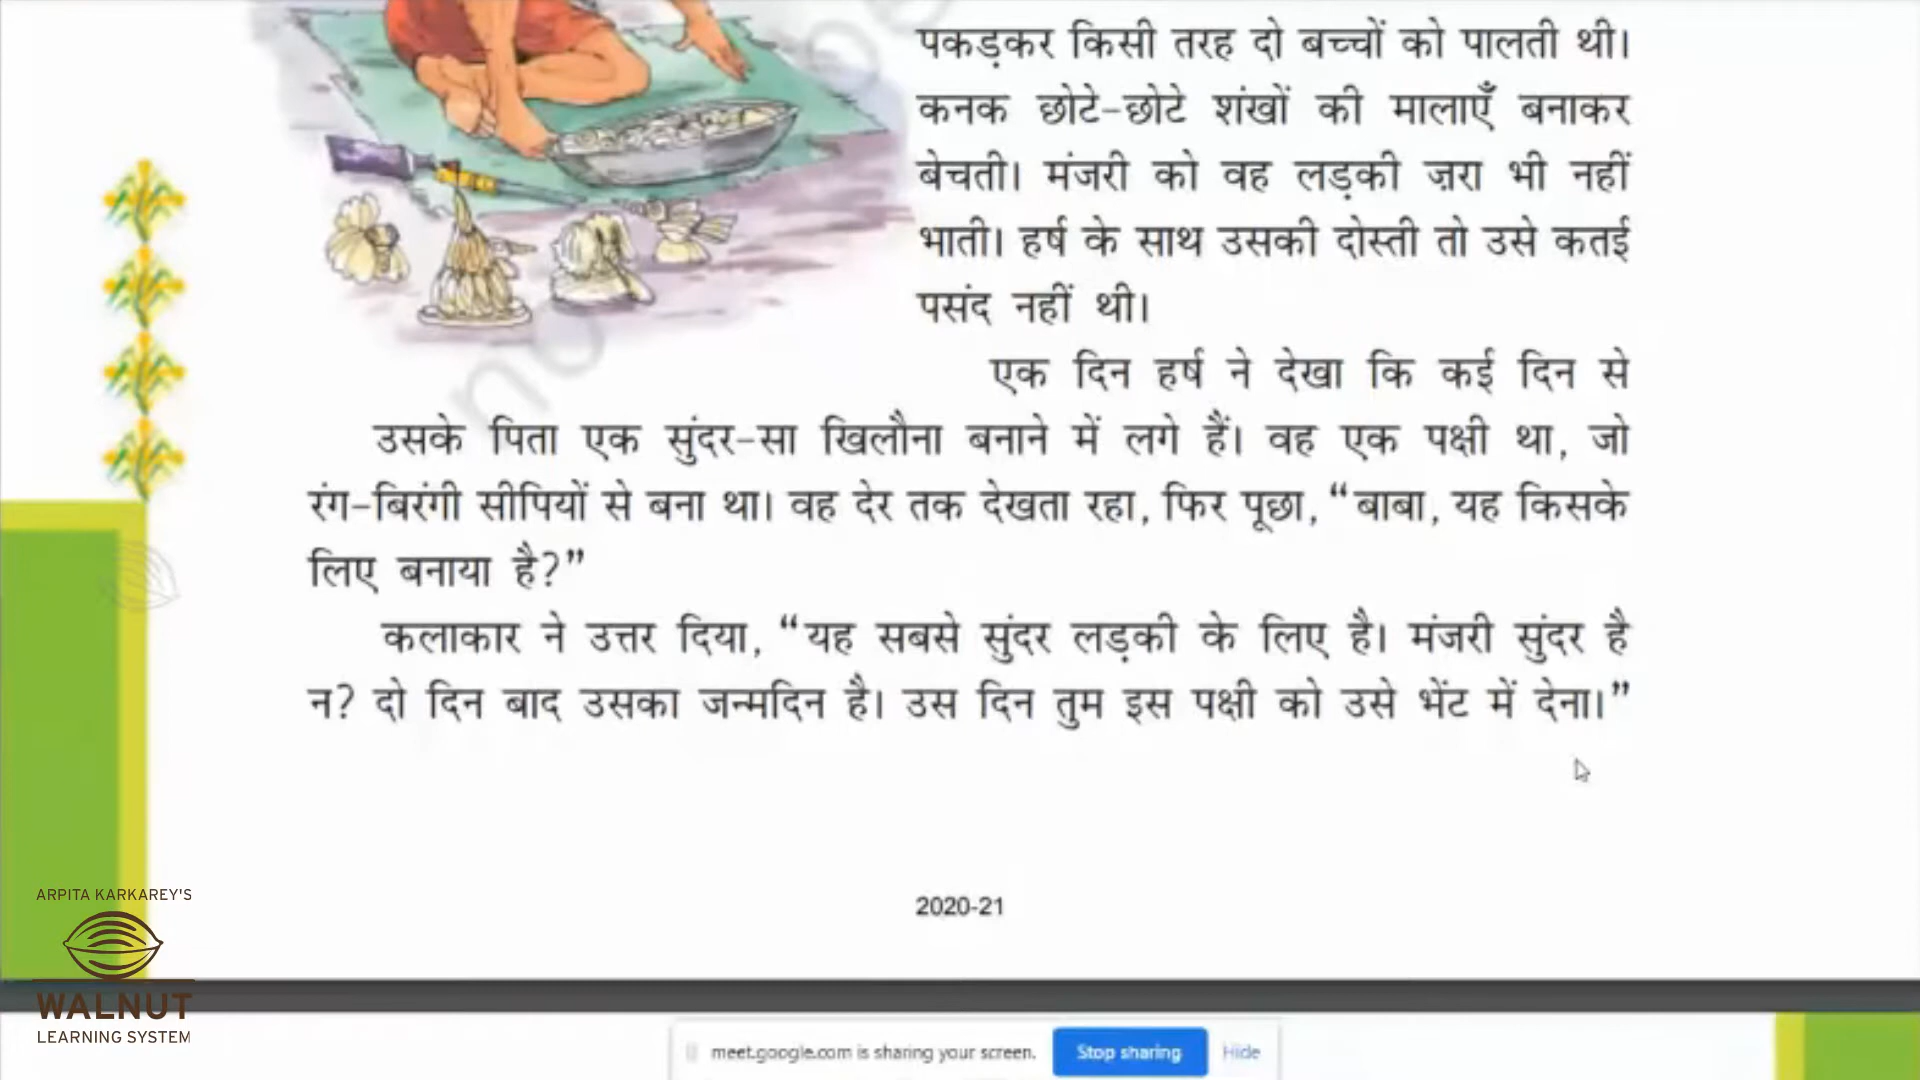 पकड़कर किसी तरह दो बच्चों को पालती थी।
कनक छोटे-छोटे शंखों की मालाएँ बनाकर
बेचती। मंजरी को वह लड़की ज़रा भी नहीं
भाती। हर्ष के साथ उसकी दोस्ती तो उसे कतई
पसंद नहीं थी।
एक दिन हर्ष ने देखा कि कई दिन से
उसके पिता एक सुंदर-सा खिलौना बनाने में लगे हैं। वह एक पक्षी था, जो
रंग-बिरंगी सीपियों से बना था। वह देर तक देखता रहा, फिर पूछा, “बाबा, यह किसके
लिए बनाया है?”
कलाकार ने उत्तर दिया, “यह सबसे सुंदर लड़की के लिए है। मंजरी सुंदर है
न? दो दिन बाद उसका जन्मदिन है। उस दिन तुम इस पक्षी को उसे भेंट में देना।”
2020-21
ARPITA KARKAREY'S
WALNUT
LEARNING SYSTEM
meet.google.com is sharing your screen.
Stop sharing
Hide